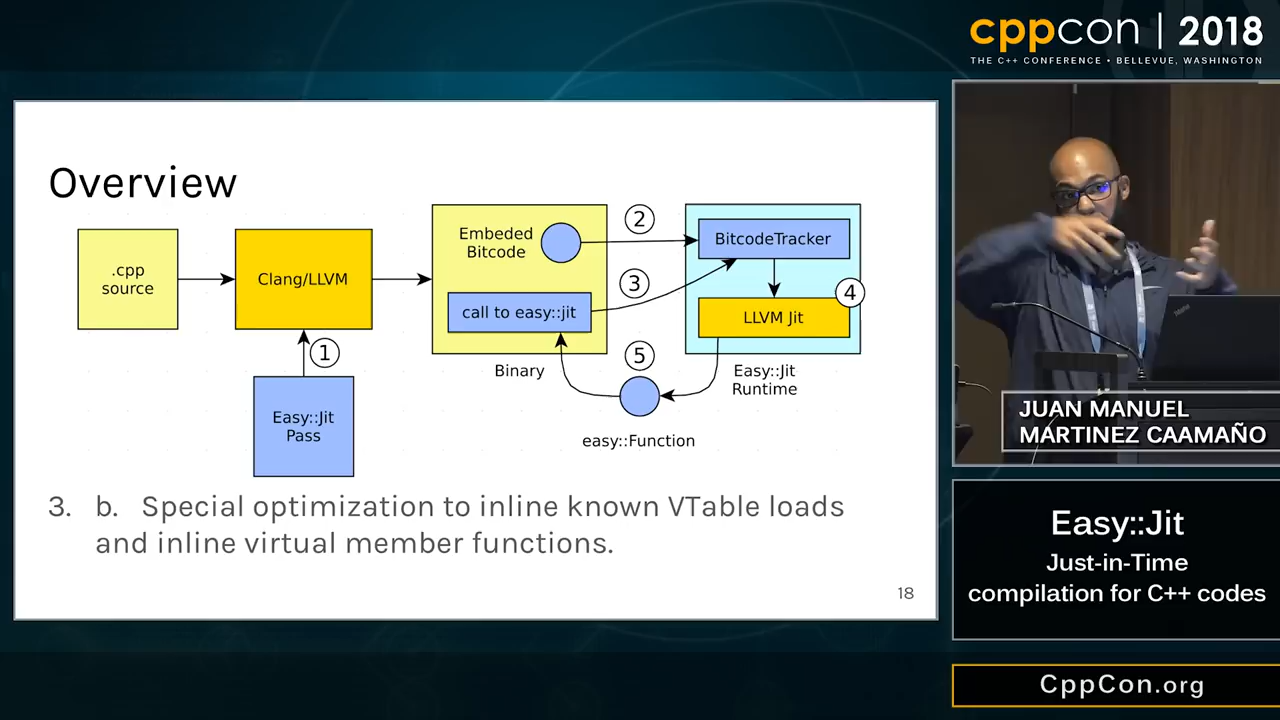 cppcon | 2018
THE C++ CONFERENCE • BELLEVUE, WASHINGTON
Overview
.cpp
source
Clang/LLVM
1
Easy::Jit
Pass
Embeded
Bitcode
call to easy::jit
Binary
2
3
BitcodeTracker
4
LLVM Jit
Easy::Jit
Runtime
5
easy::Function
3. b. Special optimization to inline known VTable loads
and inline virtual member functions.
18
JUAN MANUEL
MARTINEZ CAAMAÑO
Easy::Jit
Just-in-Time
compilation for C++ codes
CppCon.org